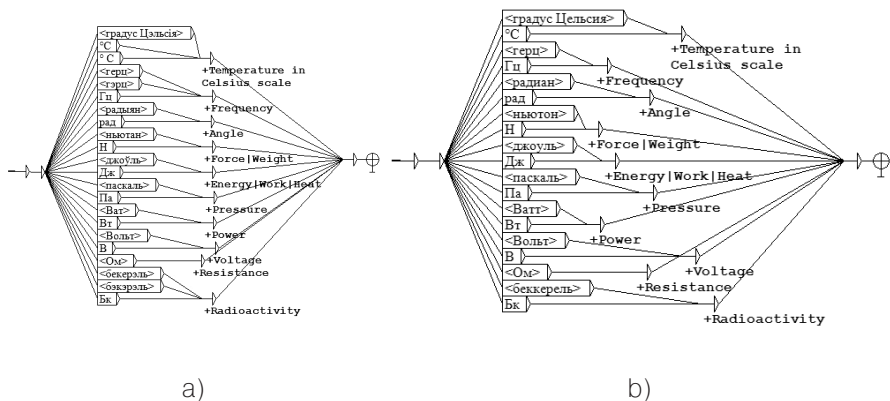 <градус Цэльсія>
°C
° C
+Temperature in
Celsius scale
<герц>
<гэрц>
Гц
+Frequency
<радыян>
рад
+Angle
<ньютан>
Н
+Force|Weight
<джоўль>
Дж
+Energy|Work|Heat
<паскаль>
Па
+Pressure
<Ват>
Вт
+Power
<Вольт>
В
+Voltage
<Ом>
+Resistance
<бекерэль>
<бэкэрэль>
Бк
+Radioactivity
a)
<градус Цельсия>
°C
+Temperature in
Celsius scale
<герц>
Гц
+Frequency
<радиан>
рад
+Angle
<ньютон>
Н
+Force|Weight
<джоуль>
Дж
+Energy|Work|Heat
<паскаль>
Па
+Pressure
<Ватт>
Вт
+Power
<Вольт>
В
+Voltage
<Ом>
+Resistance
<беккерель>
Бк
+Radioactivity
b)